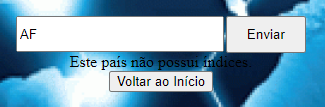 AF Enviar
Este país não possui índices.
Voltar ao Início